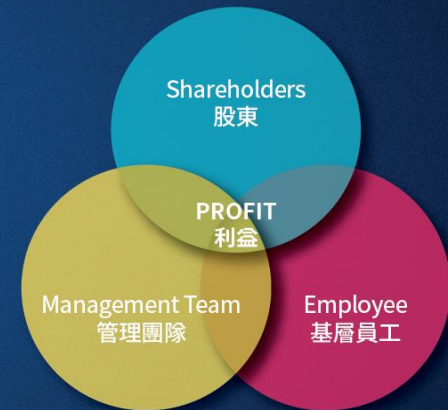 Shareholders
股東
PROFIT
利益
Management Team
管理團隊
Employee
基層員工